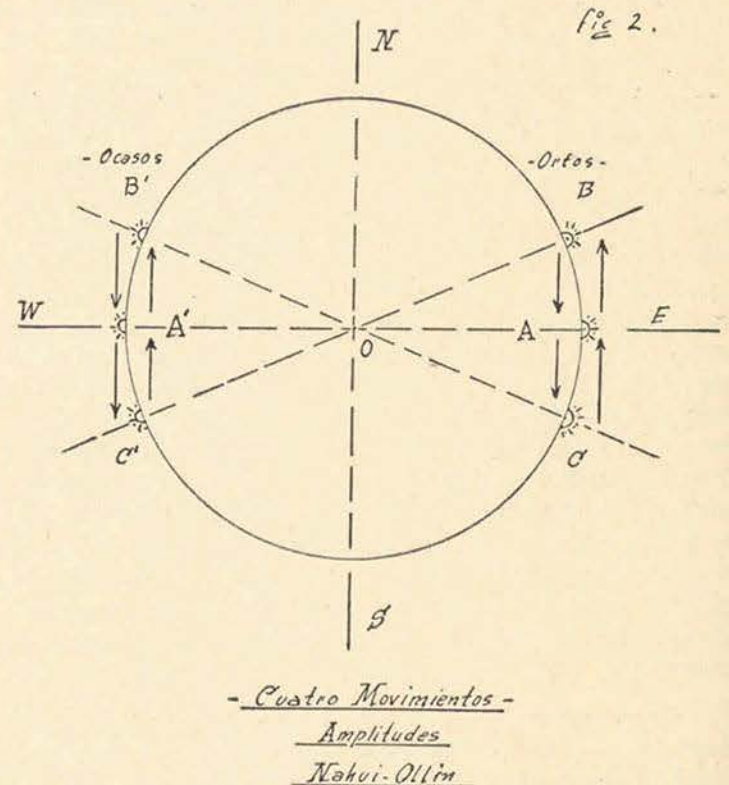 fig 2.
N
- Ocasos
B'
- Ortos -
B
W
A'
O
A
E
C'
C
S
- Cuatro Movimientos -
Amplitudes
Nahui-Ollin